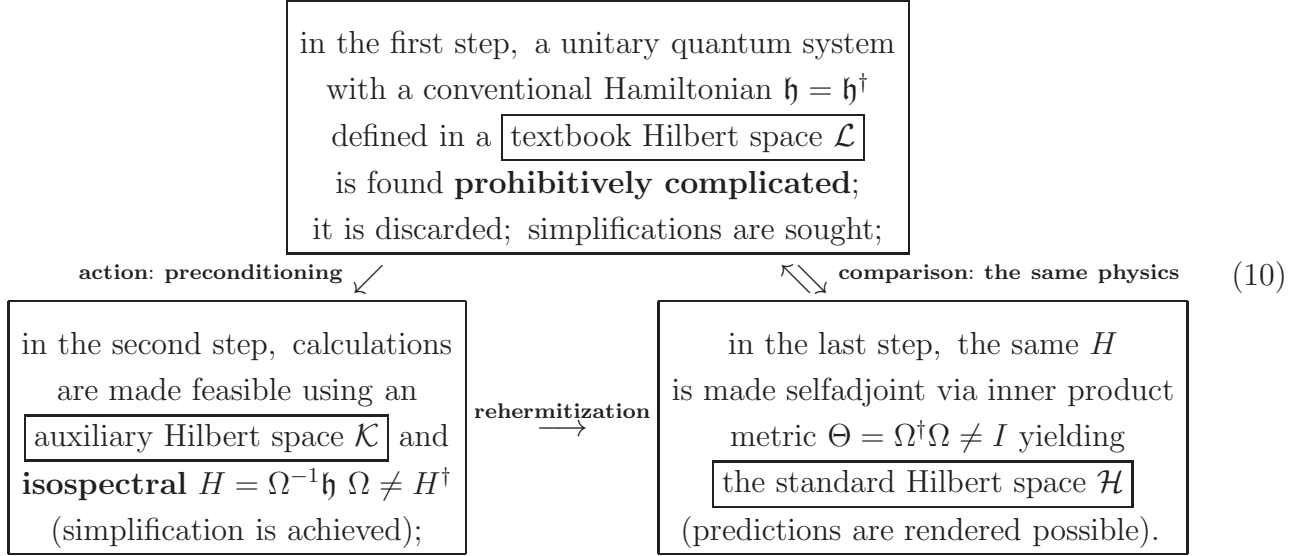 in the first step, a unitary quantum system
with a conventional Hamiltonian 𝔥 = 𝔥†
defined in a textbook Hilbert space ℒ
is found prohibitively complicated;
it is discarded; simplifications are sought;
action: preconditioning ↙
↖↘ comparison: the same physics
(10)
in the second step, calculations
are made feasible using an
auxiliary Hilbert space 𝒦 and
isospectral H = Ω⁻¹𝔥 Ω ≠ H†
(simplification is achieved);
rehermitization
⟶
in the last step, the same H
is made selfadjoint via inner product
metric Θ = Ω†Ω ≠ I yielding
the standard Hilbert space ℋ
(predictions are rendered possible).